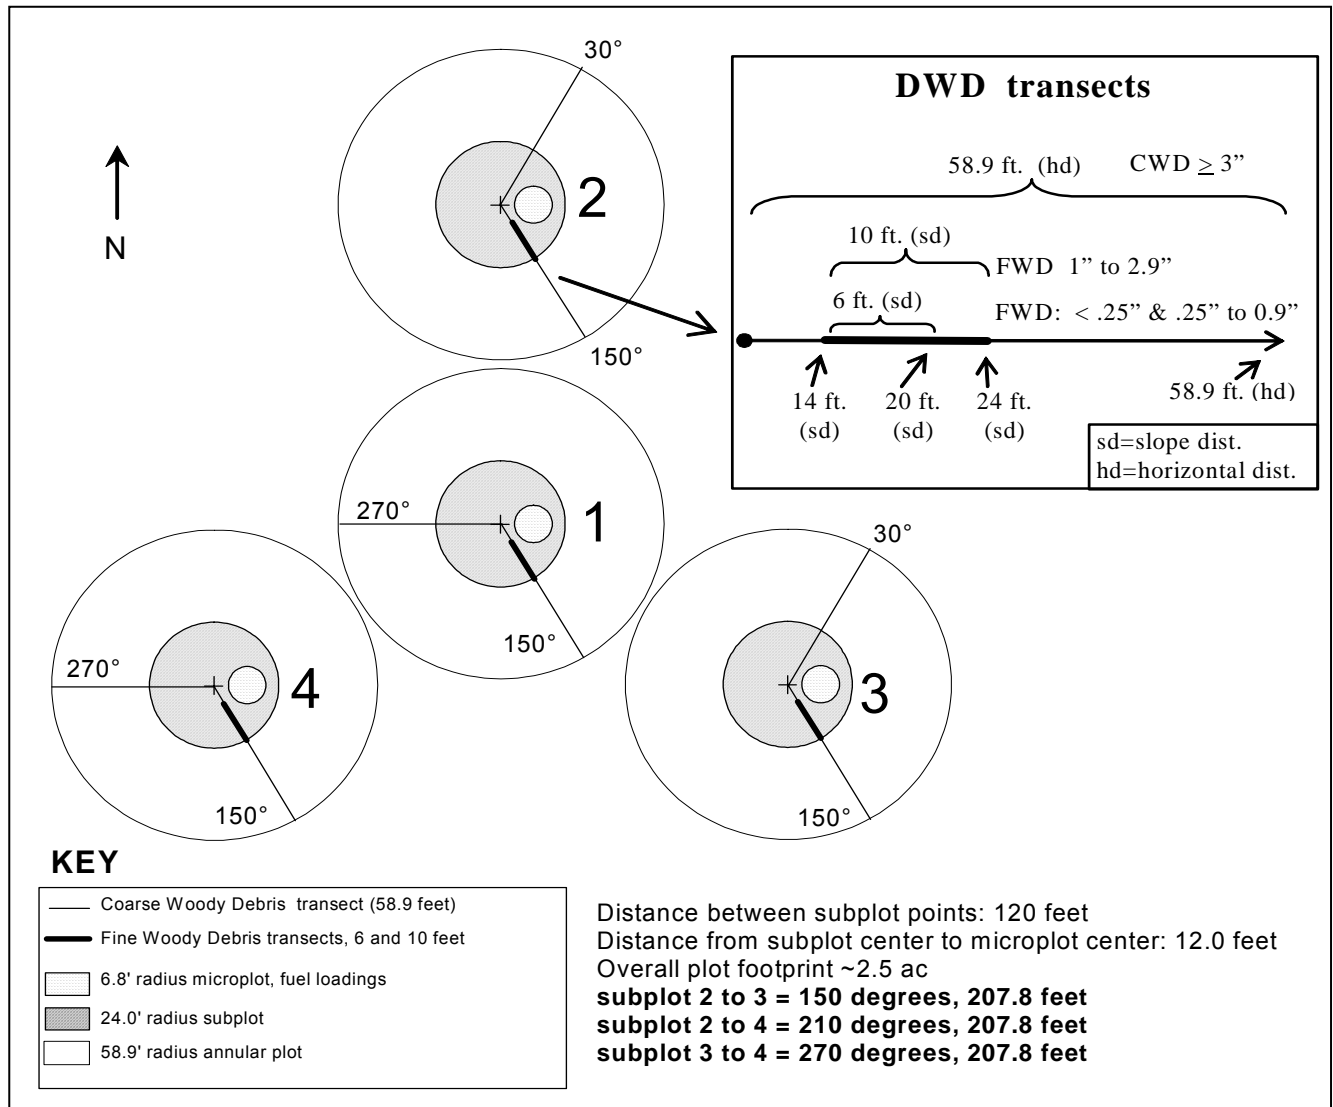 30°
2
150°
N
DWD transects
58.9 ft. (hd) CWD ≥ 3”
10 ft. (sd)
FWD 1” to 2.9”
6 ft. (sd)
FWD: < .25” & .25” to 0.9”
14 ft. (sd)
20 ft. (sd)
24 ft. (sd)
58.9 ft. (hd)
sd=slope dist.
hd=horizontal dist.
270°
1
150°
30°
3
150°
270°
4
150°
KEY
Coarse Woody Debris transect (58.9 feet)
Fine Woody Debris transects, 6 and 10 feet
6.8' radius microplot, fuel loadings
24.0' radius subplot
58.9' radius annular plot
Distance between subplot points: 120 feet
Distance from subplot center to microplot center: 12.0 feet
Overall plot footprint ~2.5 ac
subplot 2 to 3 = 150 degrees, 207.8 feet
subplot 2 to 4 = 210 degrees, 207.8 feet
subplot 3 to 4 = 270 degrees, 207.8 feet